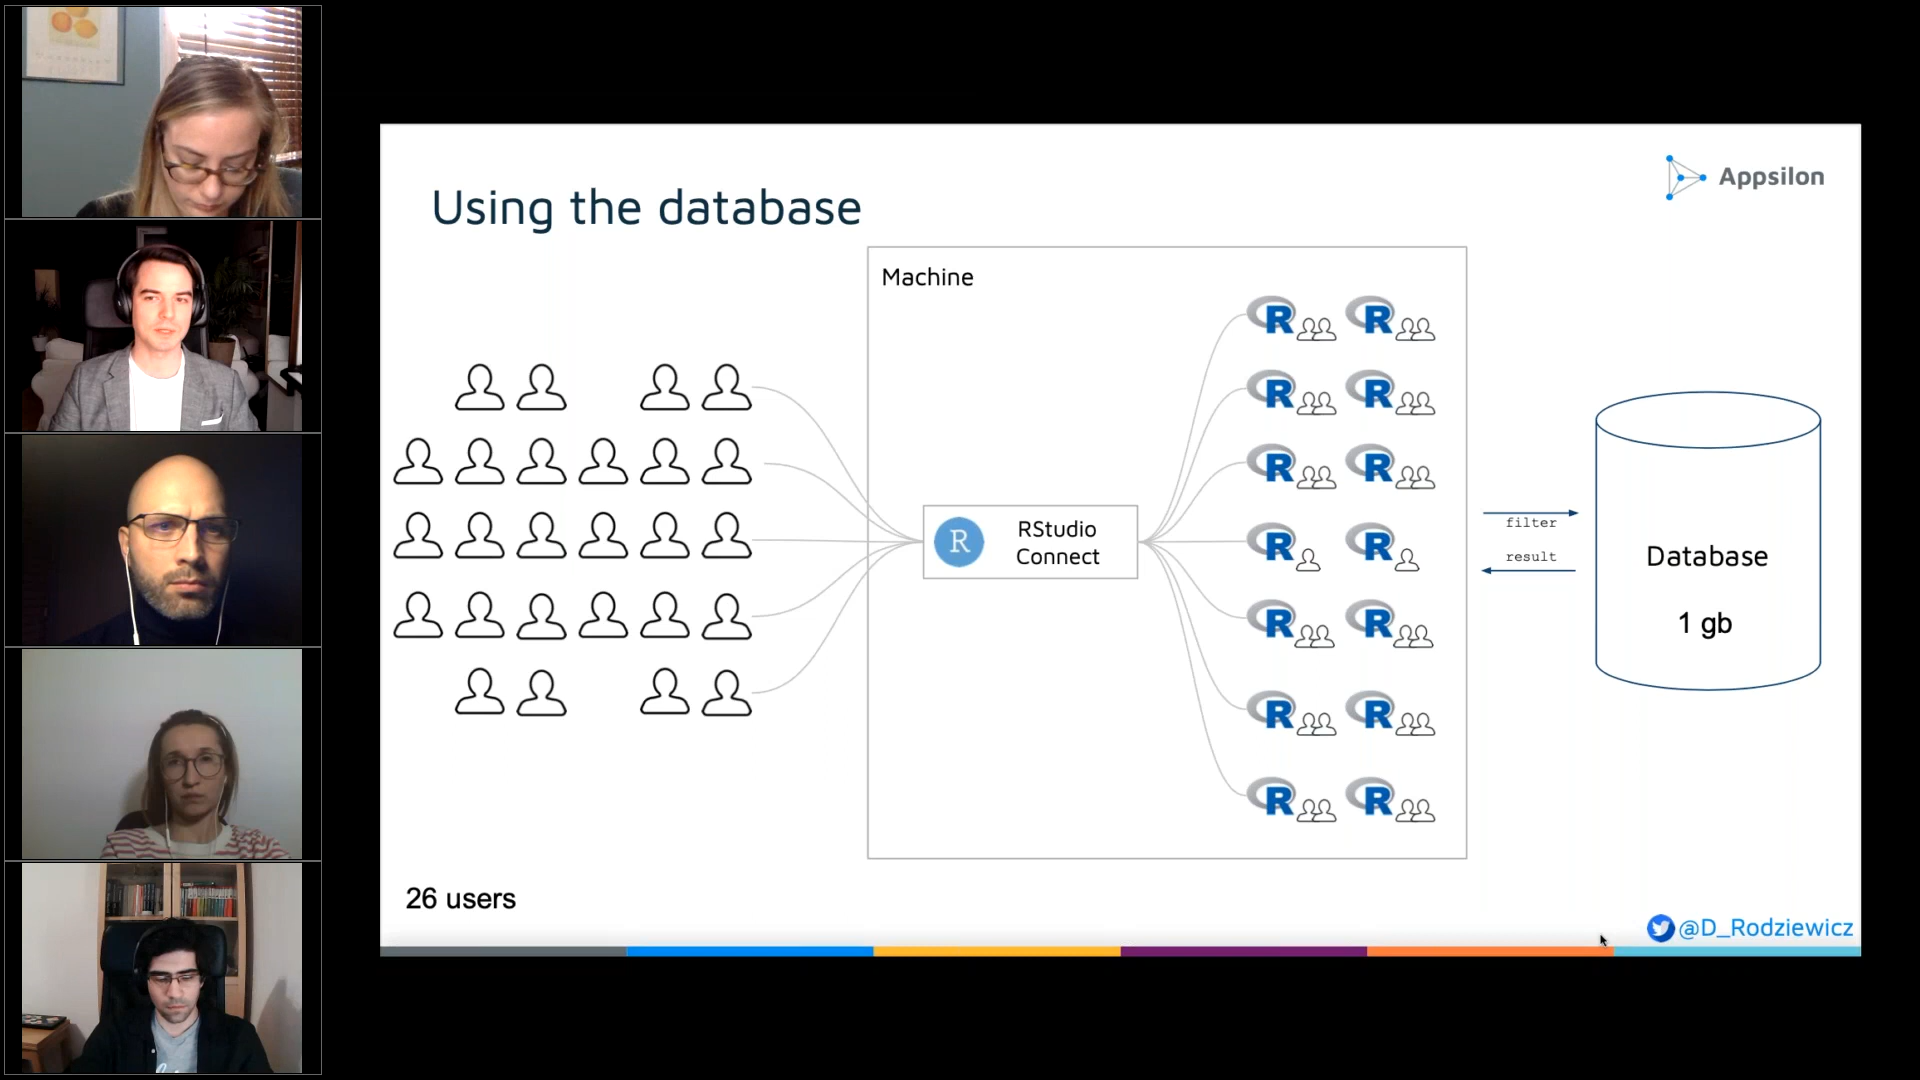 Appsilon
Using the database
Machine
R
RStudio
Connect
R R
R R
R R
R R
R R
R R
R R
filter
result
Database
1 gb
26 users
@D_Rodziewicz